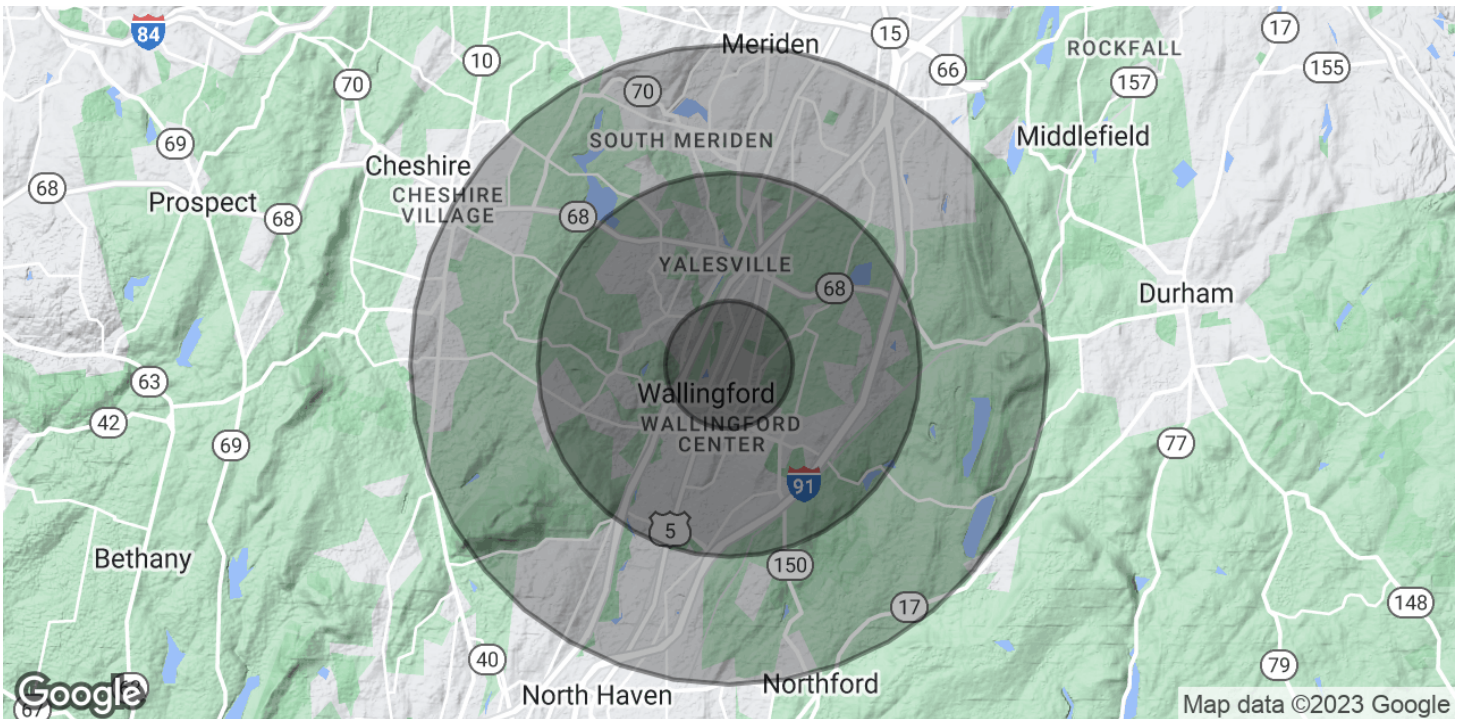 84
Meriden
15
17
ROCKFALL
10
66
155
70
70
157
69
SOUTH MERIDEN
Middlefield
Cheshire
68
Prospect
CHESHIRE
VILLAGE
68
68
YALESVILLE
68
Durham
63
Wallingford
42
WALLINGFORD
CENTER
69
77
91
5
Bethany
150
17
148
40
79
Northford
North Haven
Google
67
Map data ©2023 Google